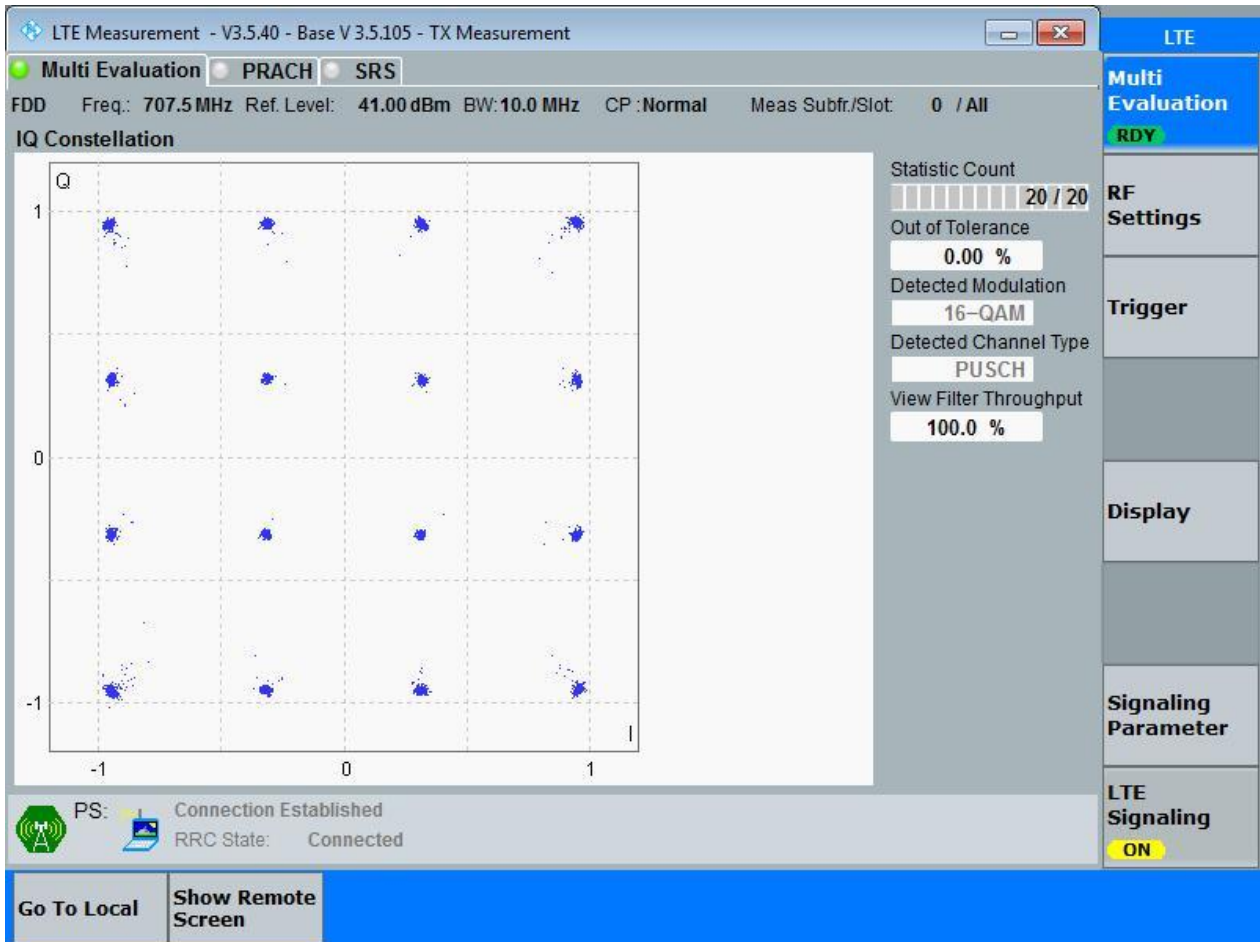 LTE Measurement - V3.5.40 - Base V 3.5.105 - TX Measurement
LTE
Multi Evaluation PRACH SRS
Multi
Evaluation
RDY
FDD Freq.: 707.5 MHz Ref. Level: 41.00 dBm BW: 10.0 MHz CP : Normal Meas Subfr./Slot: 0 / All
IQ Constellation
Q
1
0
-1
I
-1 0 1
Statistic Count
20 / 20
Out of Tolerance
0.00 %
Detected Modulation
16-QAM
Detected Channel Type
PUSCH
View Filter Throughput
100.0 %
RF
Settings
Trigger
Display
Signaling
Parameter
LTE
Signaling
ON
PS: Connection Established
RRC State: Connected
Go To Local
Show Remote
Screen